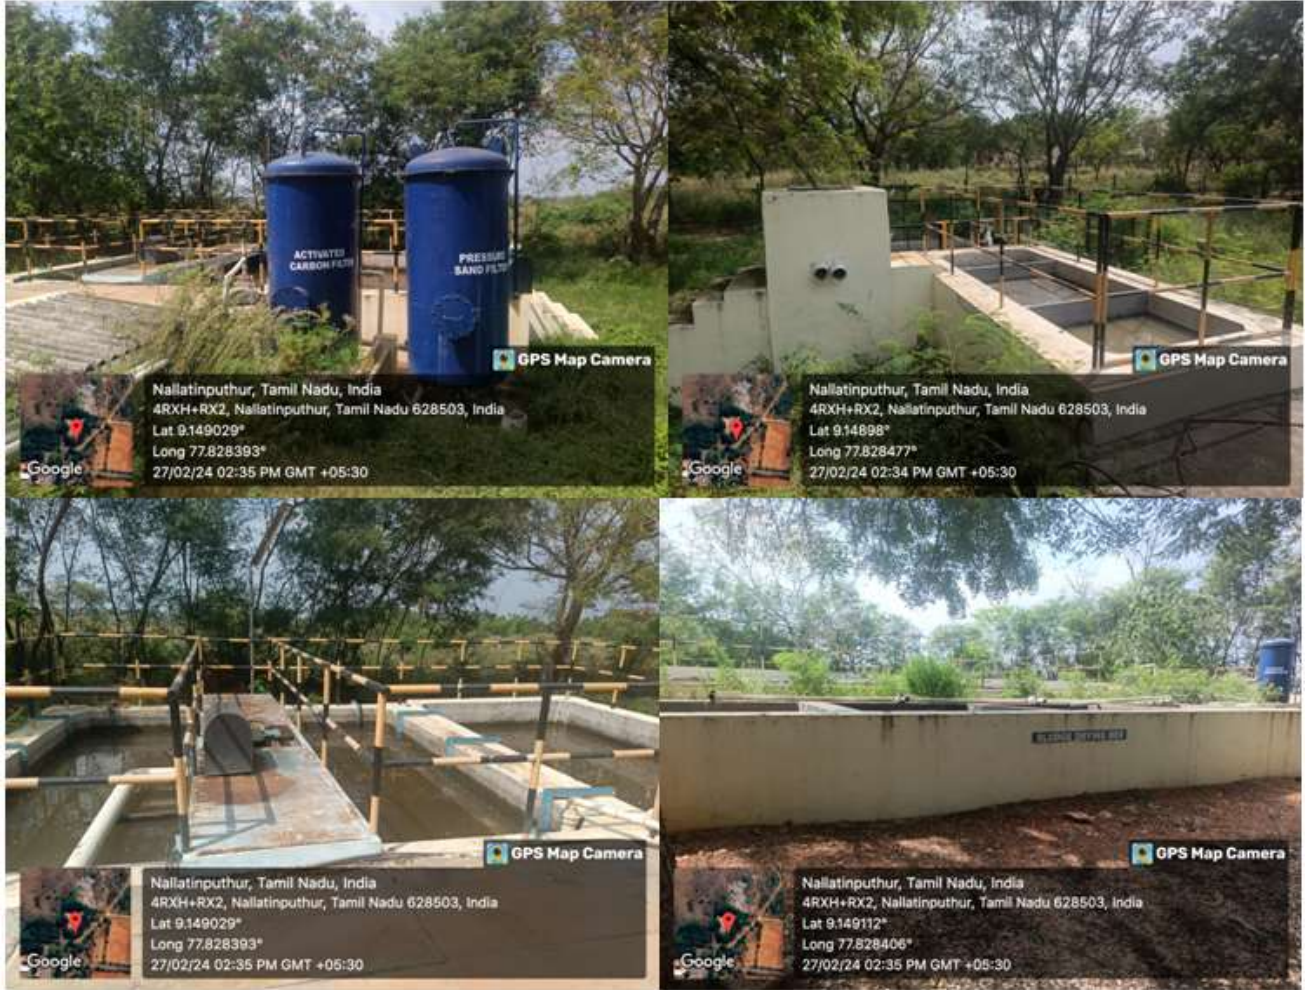 ACTIVATED
CARBON FILTER
PRESSURE
SAND FILTER
GPS Map Camera
Nallatinputhur, Tamil Nadu, India
4RXH+RX2, Nallatinputhur, Tamil Nadu 628503, India
Lat 9.149029°
Long 77.828393°
27/02/24 02:35 PM GMT +05:30
Google
GPS Map Camera
Nallatinputhur, Tamil Nadu, India
4RXH+RX2, Nallatinputhur, Tamil Nadu 628503, India
Lat 9.14898°
Long 77.828477°
27/02/24 02:34 PM GMT +05:30
Google
GPS Map Camera
Nallatinputhur, Tamil Nadu, India
4RXH+RX2, Nallatinputhur, Tamil Nadu 628503, India
Lat 9.149029°
Long 77.828393°
27/02/24 02:35 PM GMT +05:30
Google
SLUDGE DRYING BED
GPS Map Camera
Nallatinputhur, Tamil Nadu, India
4RXH+RX2, Nallatinputhur, Tamil Nadu 628503, India
Lat 9.149112°
Long 77.828406°
27/02/24 02:35 PM GMT +05:30
Google